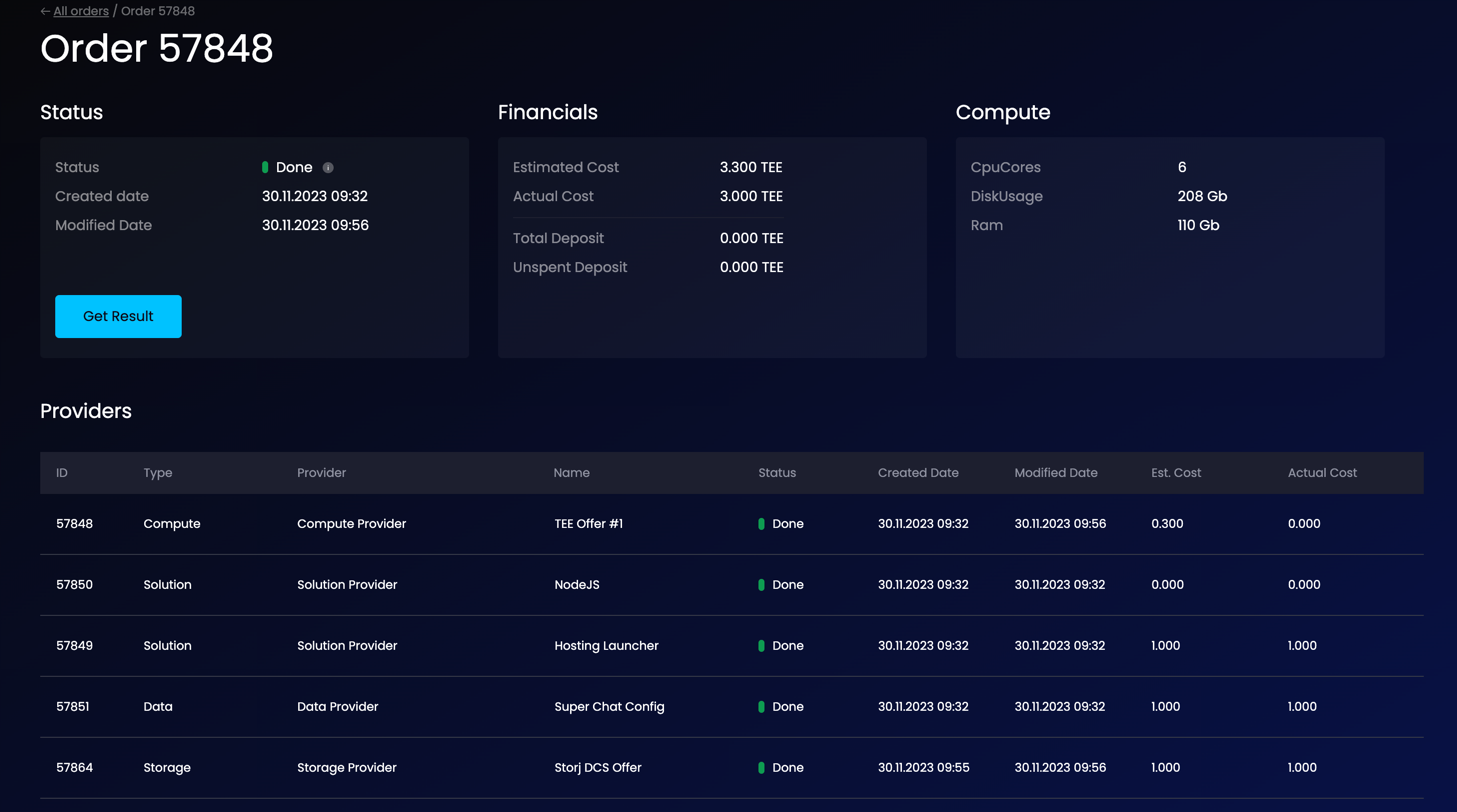 ← All orders / Order 57848
Order 57848
Status
Status Done i
Created date 30.11.2023 09:32
Modified Date 30.11.2023 09:56
Get Result
Financials
Estimated Cost 3.300 TEE
Actual Cost 3.000 TEE
Total Deposit 0.000 TEE
Unspent Deposit 0.000 TEE
Compute
CpuCores 6
DiskUsage 208 Gb
Ram 110 Gb
Providers
ID Type Provider Name Status Created Date Modified Date Est. Cost Actual Cost
57848 Compute Compute Provider TEE Offer #1 Done 30.11.2023 09:32 30.11.2023 09:56 0.300 0.000
57850 Solution Solution Provider NodeJS Done 30.11.2023 09:32 30.11.2023 09:32 0.000 0.000
57849 Solution Solution Provider Hosting Launcher Done 30.11.2023 09:32 30.11.2023 09:32 1.000 1.000
57851 Data Data Provider Super Chat Config Done 30.11.2023 09:32 30.11.2023 09:32 1.000 1.000
57864 Storage Storage Provider Storj DCS Offer Done 30.11.2023 09:55 30.11.2023 09:56 1.000 1.000